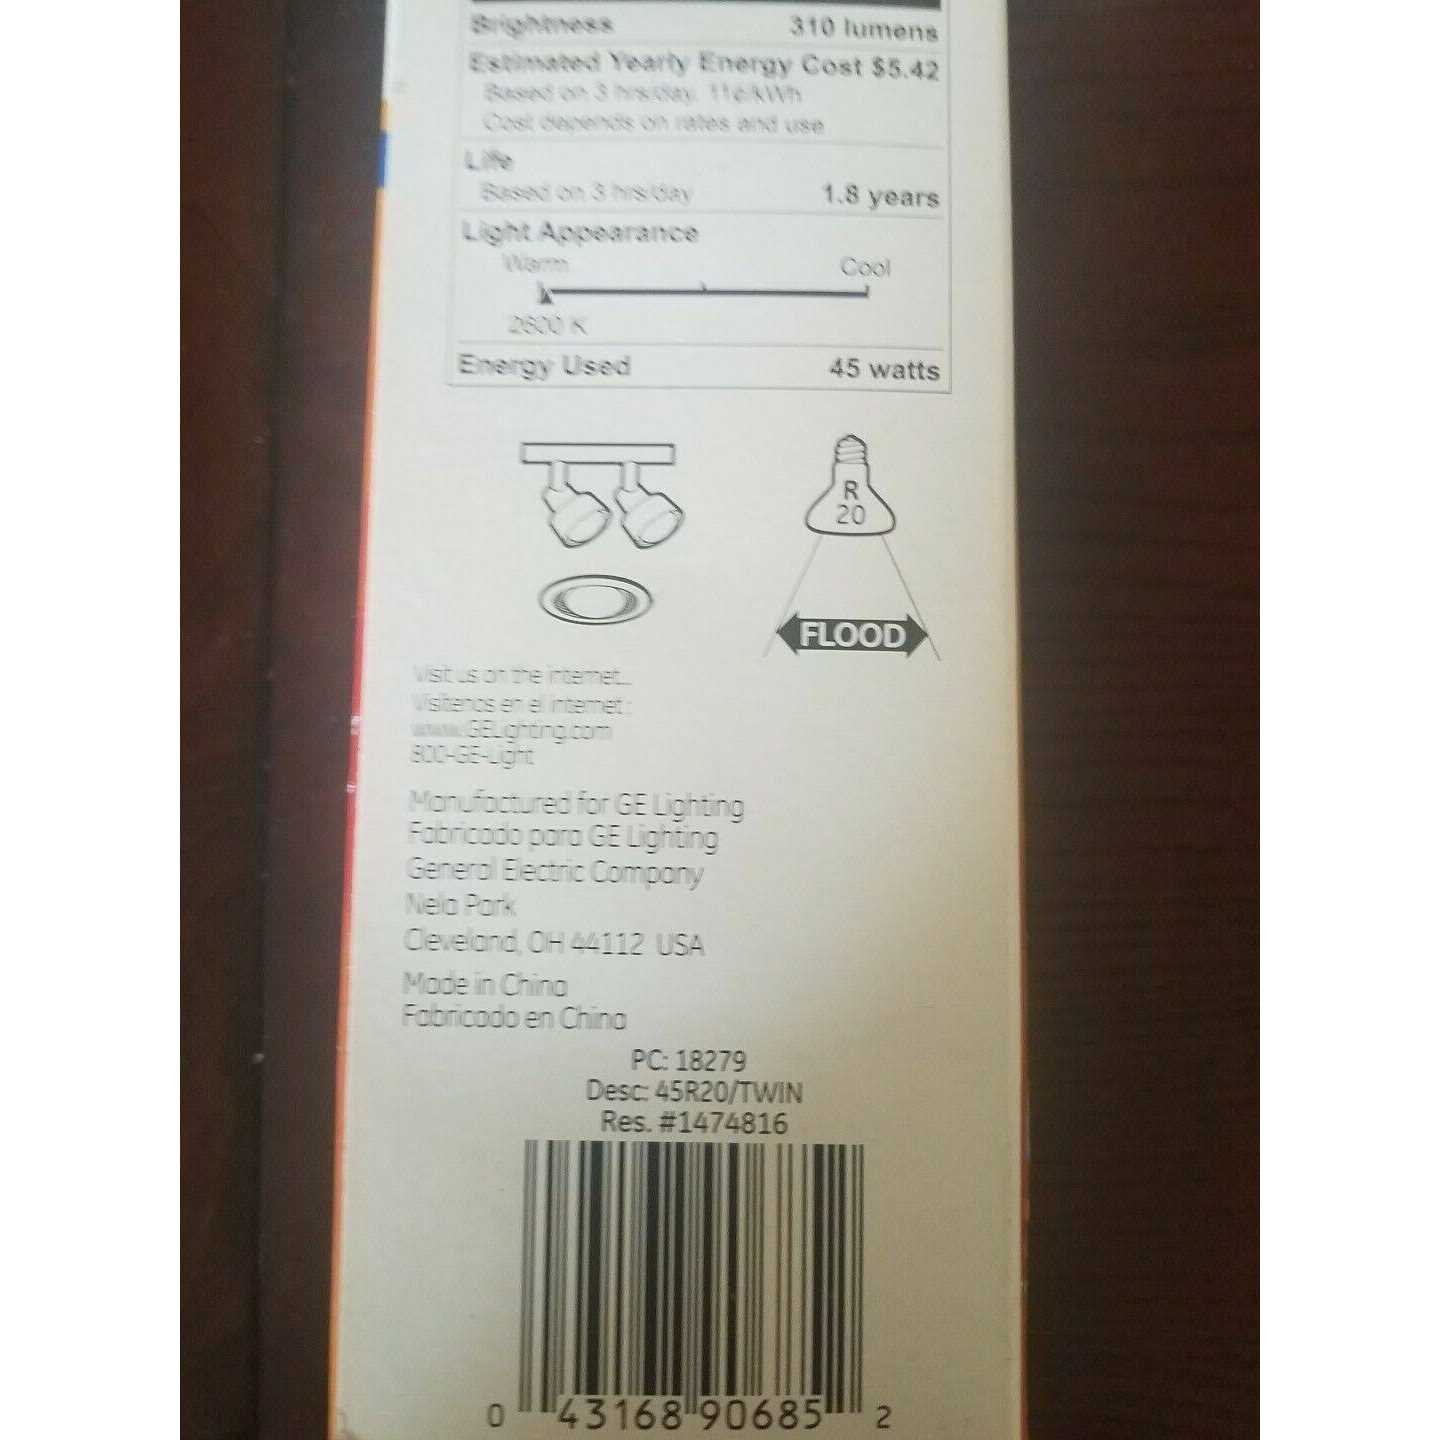 Brightness 310 lumens
Estimated Yearly Energy Cost $5.42
Based on 3 hrs/day, 11¢/kWh
Cost depends on rates and use
Life
Based on 3 hrs/day 1.8 years
Light Appearance
Warm Cool
2600 K
Energy Used 45 watts
R
20
FLOOD
Visit us on the internet...
Visítenos en el internet:
www.GELighting.com
800-GE-Light
Manufactured for GE Lighting
Fabricado para GE Lighting
General Electric Company
Nela Park
Cleveland, OH 44112 USA
Made in China
Fabricado en China
PC: 18279
Desc: 45R20/TWIN
Res. #1474816
0 43168 90685 2